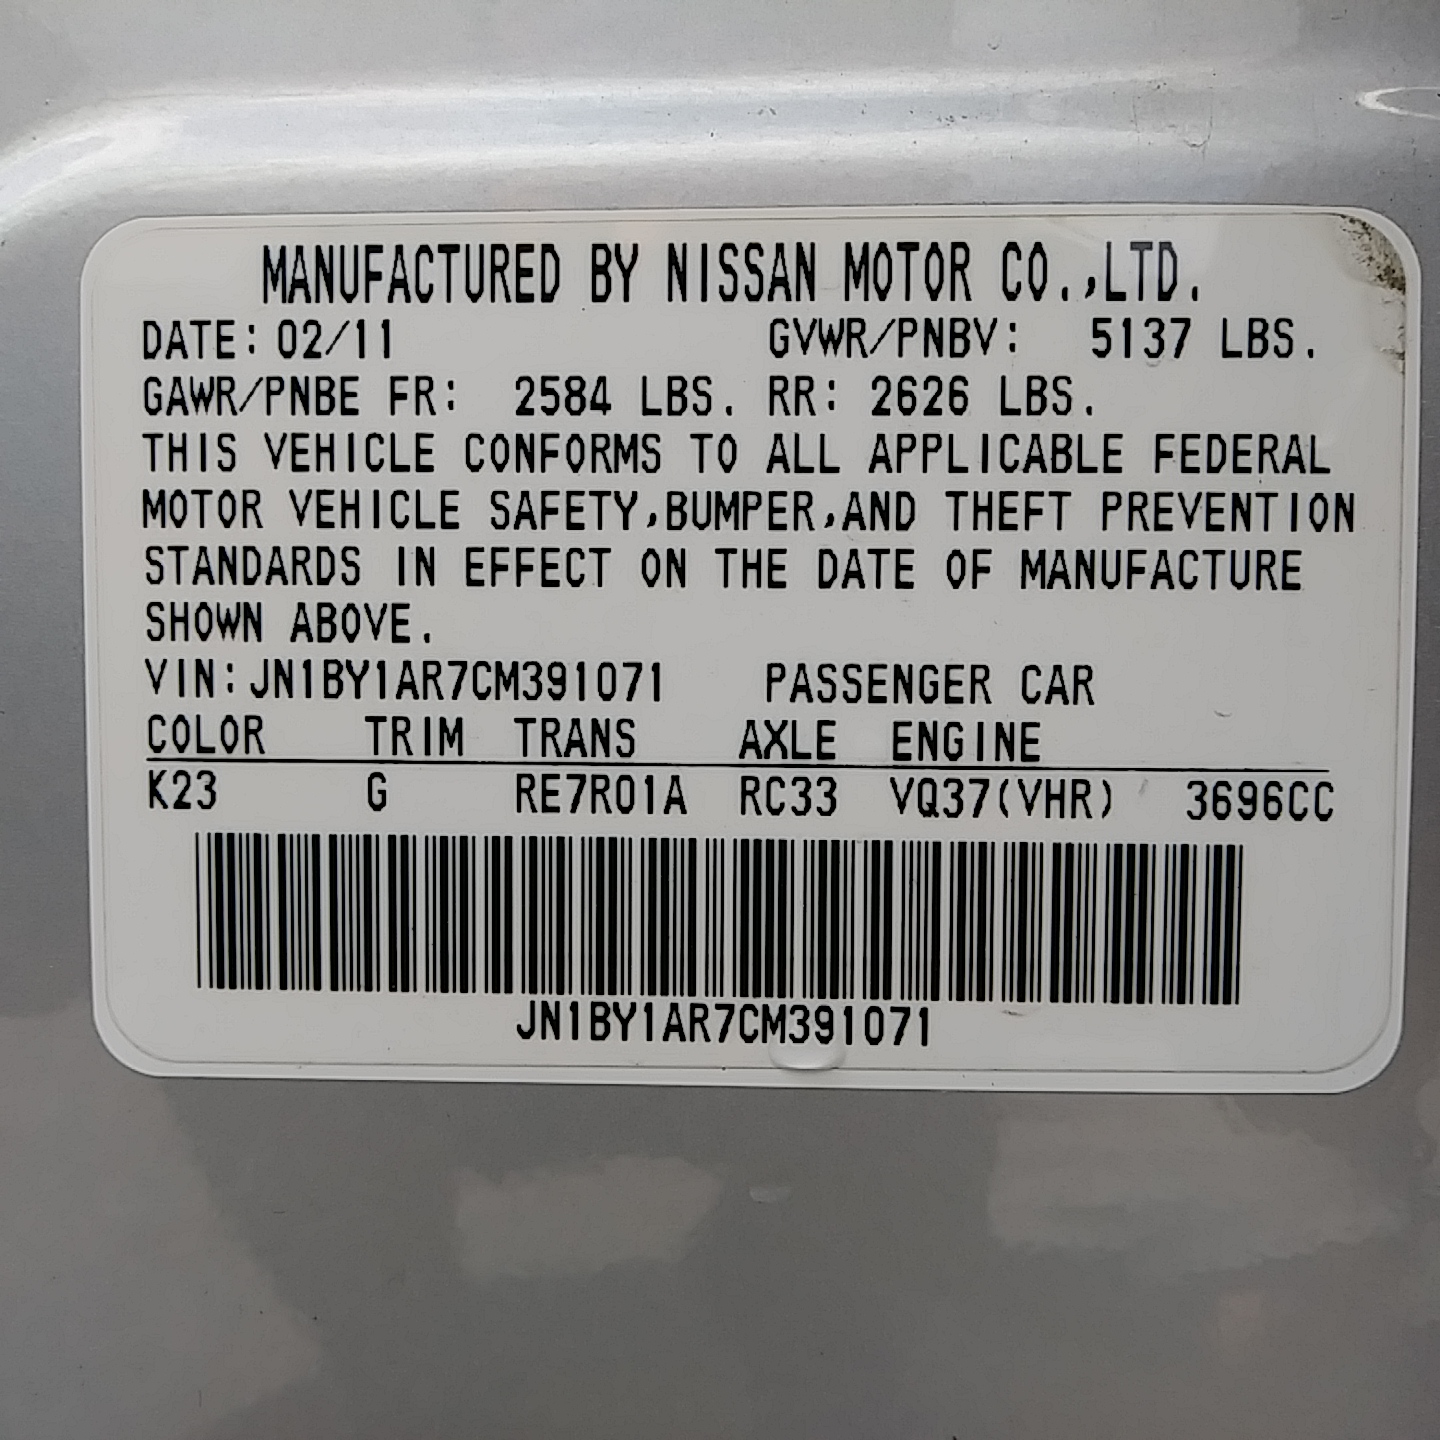 MANUFACTURED BY NISSAN MOTOR CO.,LTD.
DATE: 02/11 GVWR/PNBV: 5137 LBS.
GAWR/PNBE FR: 2584 LBS. RR: 2626 LBS.
THIS VEHICLE CONFORMS TO ALL APPLICABLE FEDERAL
MOTOR VEHICLE SAFETY,BUMPER,AND THEFT PREVENTION
STANDARDS IN EFFECT ON THE DATE OF MANUFACTURE
SHOWN ABOVE.
VIN:JN1BY1AR7CM391071 PASSENGER CAR
COLOR TRIM TRANS AXLE ENGINE
K23 G RE7R01A RC33 VQ37(VHR) 3696CC
JN1BY1AR7CM391071